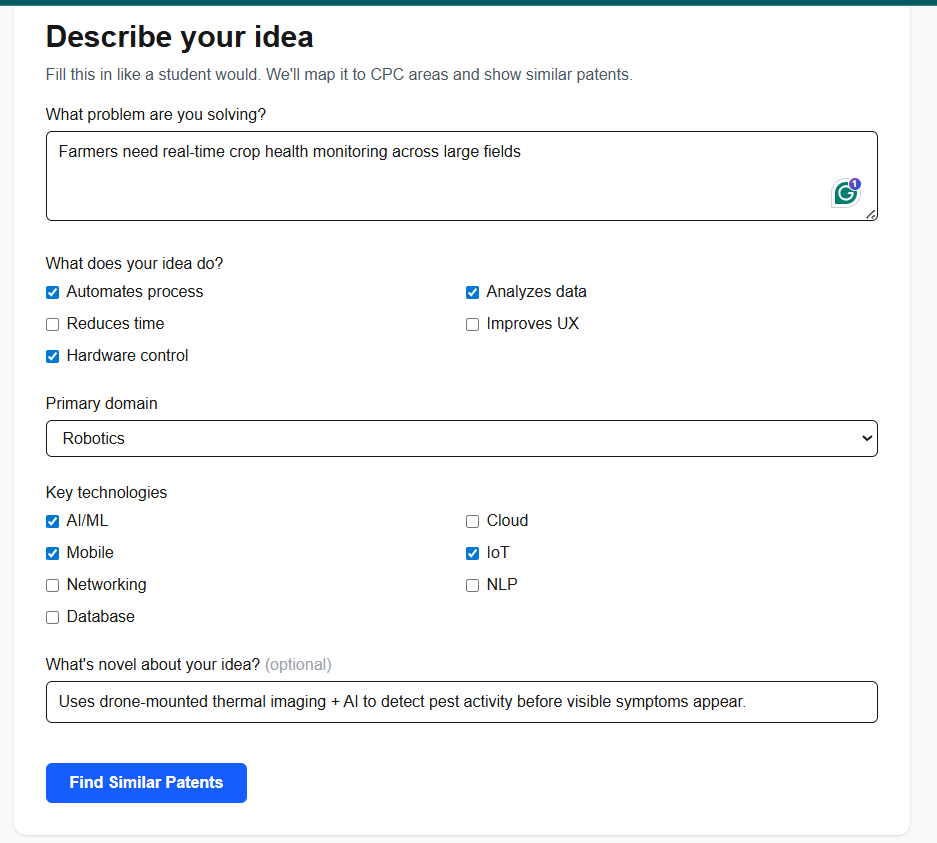 Describe your idea
Fill this in like a student would. We'll map it to CPC areas and show similar patents.
What problem are you solving?
Farmers need real-time crop health monitoring across large fields
1
What does your idea do?
Automates process
Analyzes data
Reduces time
Improves UX
Hardware control
Primary domain
Robotics
Key technologies
AI/ML
Cloud
Mobile
IoT
Networking
NLP
Database
What's novel about your idea? (optional)
Uses drone-mounted thermal imaging + AI to detect pest activity before visible symptoms appear.
Find Similar Patents